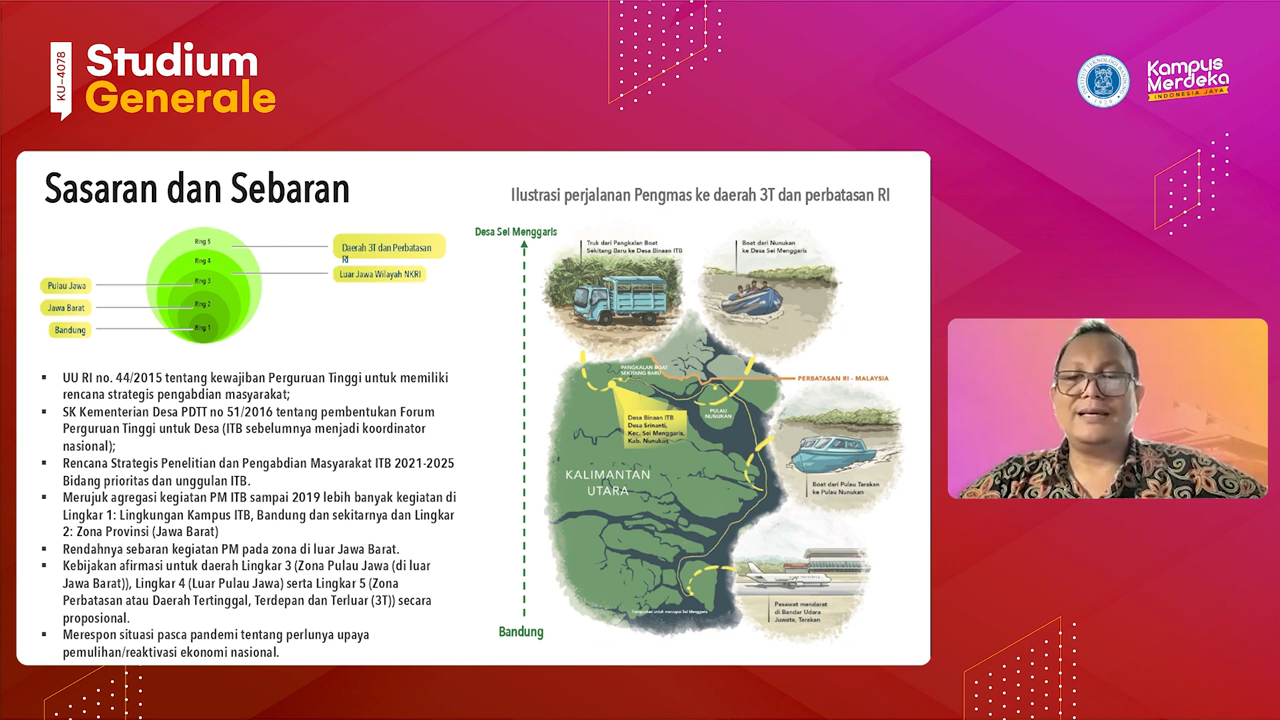 KU-4078
Studium
Generale
INSTITUT TEKNOLOGI BANDUNG
1920
Kampus
Merdeka
INDONESIA JAYA
Sasaran dan Sebaran
Ring 5
Ring 4
Ring 3
Ring 2
Ring 1
Daerah 3T dan Perbatasan
RI
Luar Jawa Wilayah NKRI
Pulau Jawa
Jawa Barat
Bandung
▪ UU RI no. 44/2015 tentang kewajiban Perguruan Tinggi untuk memiliki
rencana strategis pengabdian masyarakat;
▪ SK Kementerian Desa PDTT no 51/2016 tentang pembentukan Forum
Perguruan Tinggi untuk Desa (ITB sebelumnya menjadi koordinator
nasional);
▪ Rencana Strategis Penelitian dan Pengabdian Masyarakat ITB 2021-2025
Bidang prioritas dan unggulan ITB.
▪ Merujuk agregasi kegiatan PM ITB sampai 2019 lebih banyak kegiatan di
Lingkar 1: Lingkungan Kampus ITB, Bandung dan sekitarnya dan Lingkar
2: Zona Provinsi (Jawa Barat)
▪ Rendahnya sebaran kegiatan PM pada zona di luar Jawa Barat.
▪ Kebijakan afirmasi untuk daerah Lingkar 3 (Zona Pulau Jawa (di luar
Jawa Barat)), Lingkar 4 (Luar Pulau Jawa) serta Lingkar 5 (Zona
Perbatasan atau Daerah Tertinggal, Terdepan dan Terluar (3T)) secara
proposional.
▪ Merespon situasi pasca pandemi tentang perlunya upaya
pemulihan/reaktivasi ekonomi nasional.
Ilustrasi perjalanan Pengmas ke daerah 3T dan perbatasan RI
Desa Sei Menggaris
Truk dari Pangkalan Boat
Sekitang Baru ke Desa Binaan ITB
Boat dari Nunukan
ke Desa Sei Menggaris
PANGKALAN BOAT
SEKITANG BARU
PERBATASAN RI - MALAYSIA
PULAU
NUNUKAN
Desa Binaan ITB
Desa Srinanti,
Kec. Sei Menggaris,
Kab. Nunukan
KALIMANTAN
UTARA
Boat dari Pulau Tarakan
ke Pulau Nunukan
Pesawat mendarat
di Bandar Udara
Juwata, Tarakan
untuk mencapai Sei Menggaris
Bandung